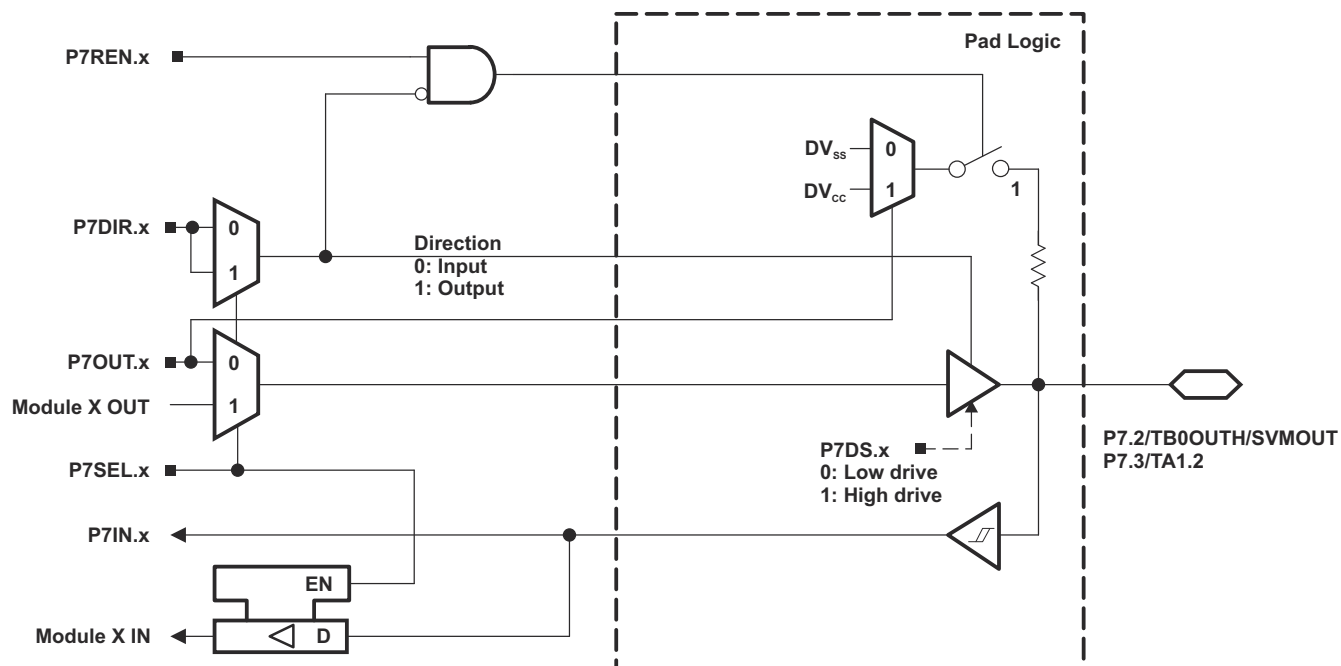 Pad Logic
P7REN.x
DVSS
0
DVCC
1
1
P7DIR.x
0
1
Direction
0: Input
1: Output
P7OUT.x
0
Module X OUT
1
P7SEL.x
P7DS.x
0: Low drive
1: High drive
P7.2/TB0OUTH/SVMOUT
P7.3/TA1.2
P7IN.x
EN
Module X IN
D